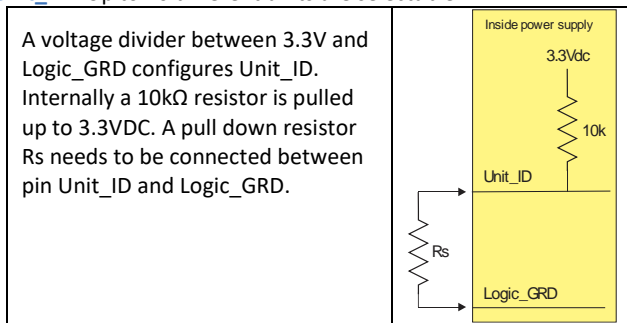 A voltage divider between 3.3V and
Logic_GRD configures Unit_ID.
Internally a 10kΩ resistor is pulled
up to 3.3VDC. A pull down resistor
Rs needs to be connected between
pin Unit_ID and Logic_GRD.
Inside power supply
3.3Vdc
10k
Unit_ID
Rs
Logic_GRD